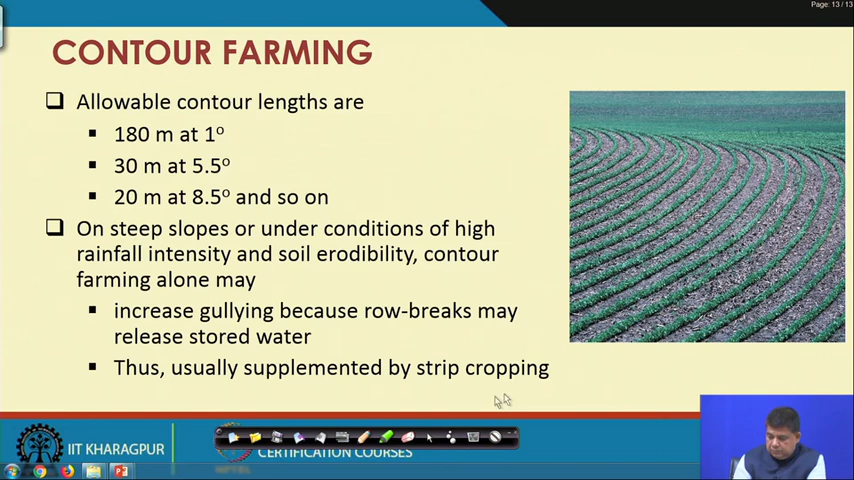 Page: 13 / 13
CONTOUR FARMING
❑ Allowable contour lengths are
▪ 180 m at 1º
▪ 30 m at 5.5º
▪ 20 m at 8.5º and so on
❑ On steep slopes or under conditions of high
rainfall intensity and soil erodibility, contour
farming alone may
▪ increase gullying because row-breaks may
release stored water
▪ Thus, usually supplemented by strip cropping
IIT KHARAGPUR
CERTIFICATION COURSES